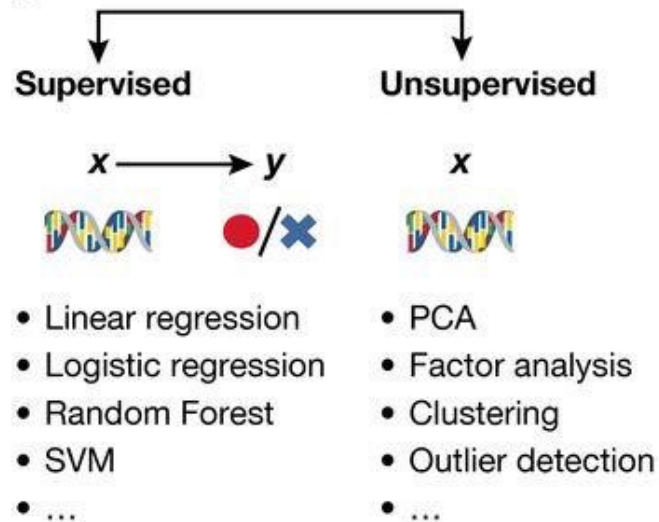 Supervised
Unsupervised
x y
x
/
• Linear regression
• Logistic regression
• Random Forest
• SVM
• ...
• PCA
• Factor analysis
• Clustering
• Outlier detection
• ...